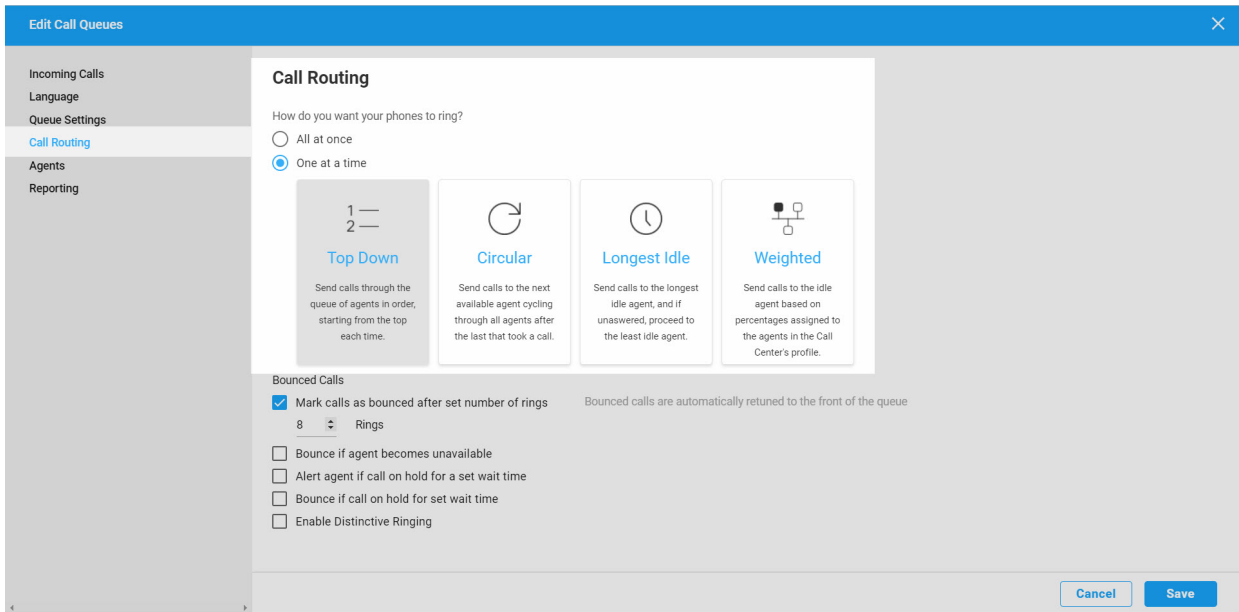 Edit Call Queues
Incoming Calls
Language
Queue Settings
Call Routing
Agents
Reporting
Call Routing
How do you want your phones to ring?
All at once
One at a time
1
2
Top Down
Send calls through the
queue of agents in order,
starting from the top
each time.
Circular
Send calls to the next
available agent cycling
through all agents after
the last that took a call.
Longest Idle
Send calls to the longest
idle agent, and if
unaswered, proceed to
the least idle agent.
Weighted
Send calls to the idle
agent based on
percentages assigned to
the agents in the Call
Center's profile.
Bounced Calls
Mark calls as bounced after set number of rings
Bounced calls are automatically retuned to the front of the queue
8 Rings
Bounce if agent becomes unavailable
Alert agent if call on hold for a set wait time
Bounce if call on hold for set wait time
Enable Distinctive Ringing
Cancel
Save